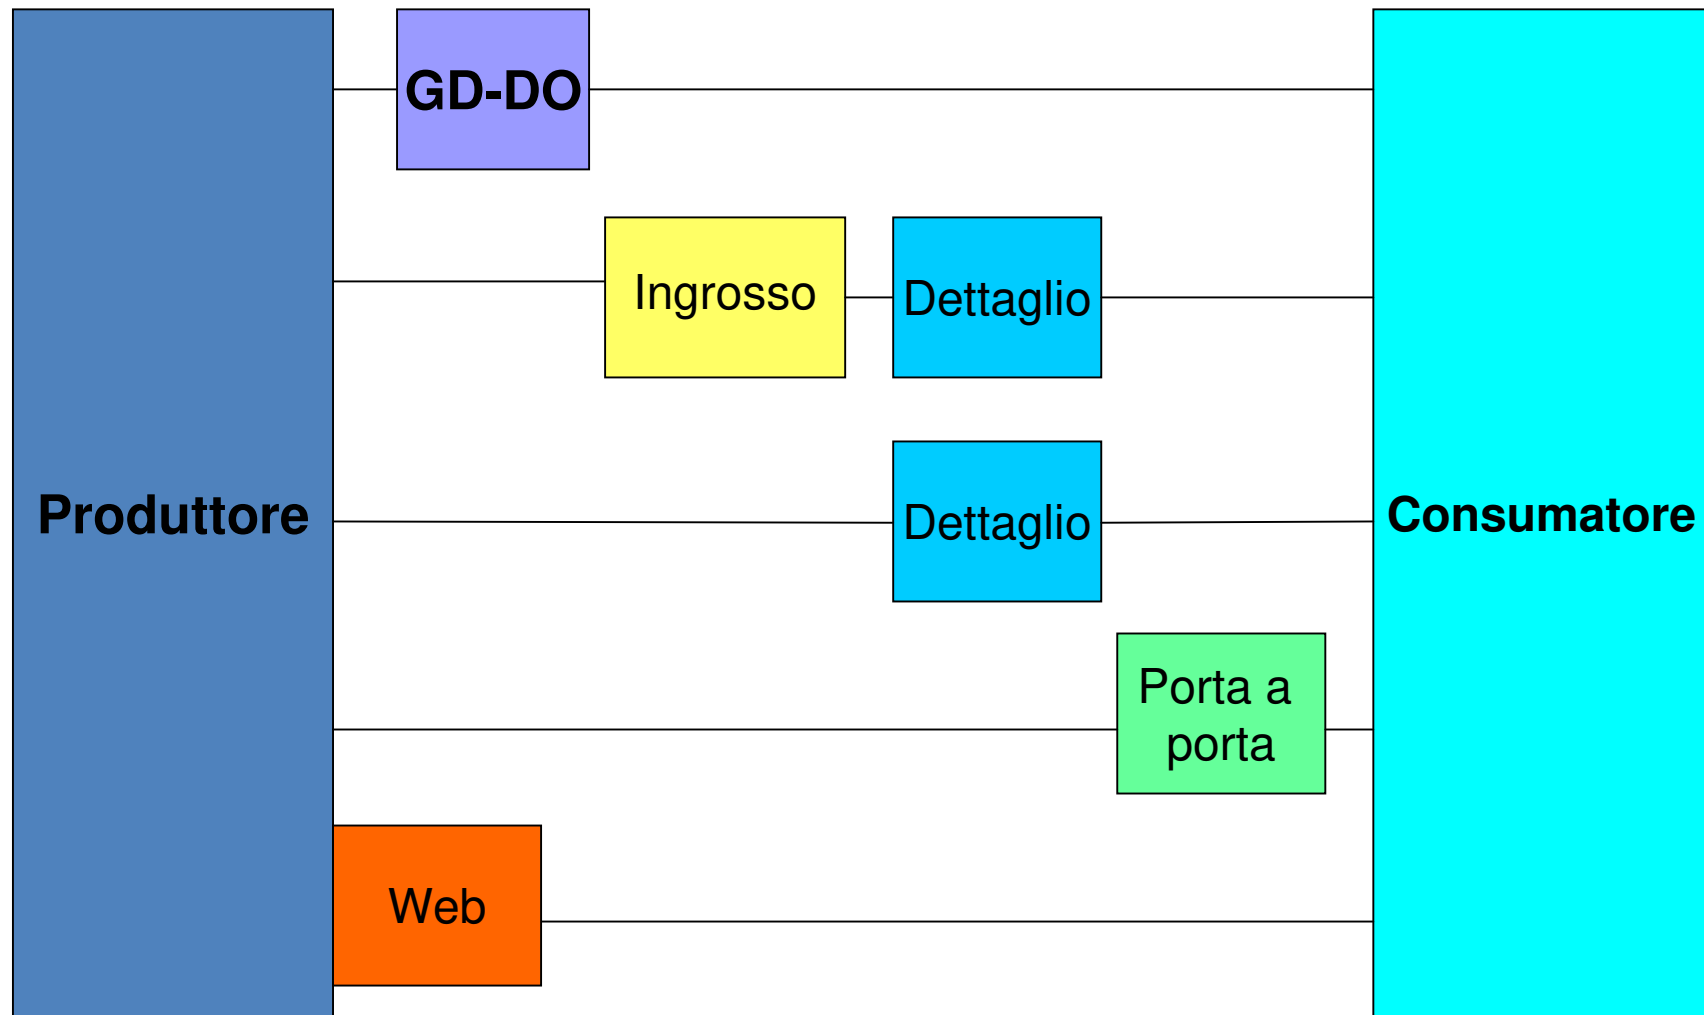 GD-DO
Ingrosso
Dettaglio
Produttore
Dettaglio
Consumatore
Porta a
porta
Web